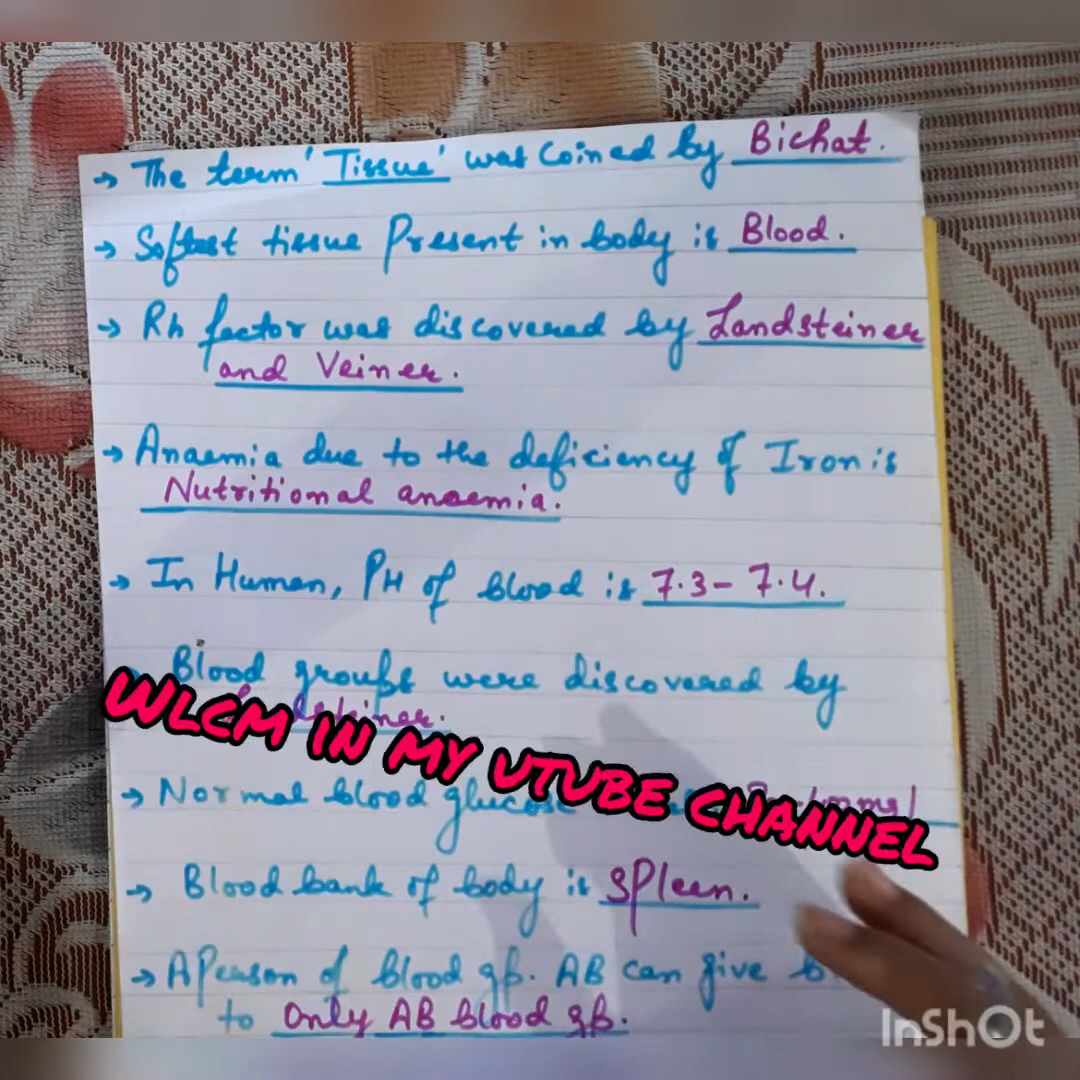 → The term 'Tissue' was coined by Bichat.
→ Softest tissue Present in body is Blood.
→ Rh factor was discovered by Landsteiner
and Veiner.
→ Anaemia due to the deficiency of Iron is
Nutritional anaemia.
→ In Human, PH of blood is 7.3 - 7.4.
Blood groups were discovered by
WLCM IN MY UTUBE CHANNEL
→ Normal blood glucose
→ Blood bank of body is spleen.
→ A Person of blood gp. AB can give
to Only AB blood gp.
InShOt